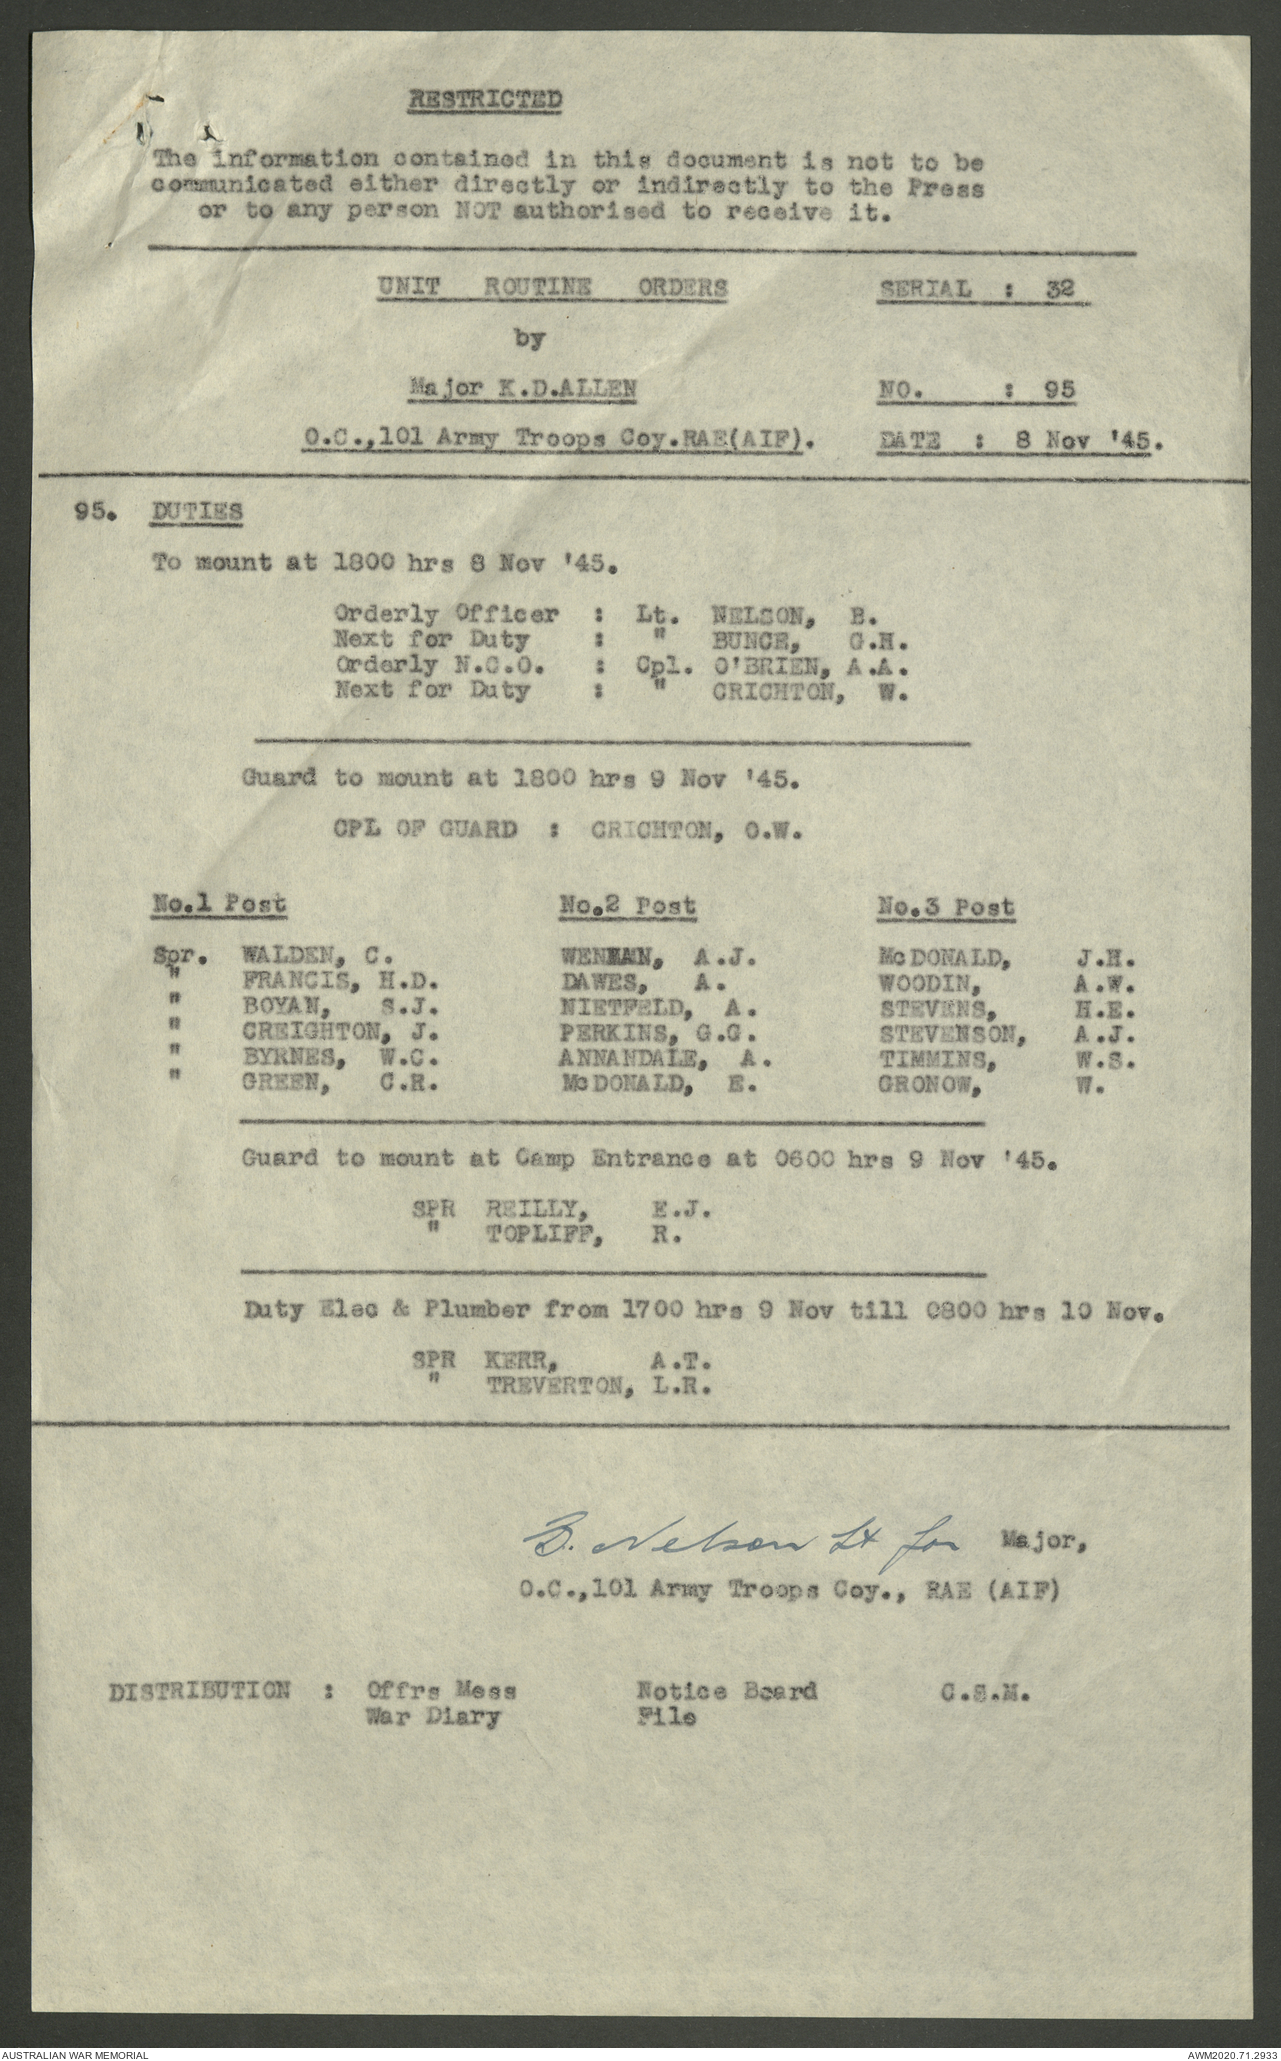 RESTRICTED
The information contained in this document is not to be
communicated either directly or indirectly to the Press
or to any person NOT authorised to receive it.
UNIT ROUTINE ORDERS SERIAL : 32
by
Major K.D.ALLEN NO. : 95
O.C.,101 Army Troops Coy.RAE(AIF). DATE : 8 Nov '45.
95. DUTIES
To mount at 1800 hrs 8 Nov '45.
Orderly Officer : Lt. NELSON, B.
Next for Duty : " BUNCE, G.H.
Orderly N.C.O. : Cpl. O'BRIEN, A.A.
Next for Duty : " CRICHTON, W.
Guard to mount at 1800 hrs 9 Nov '45.
CPL OF GUARD : CRICHTON, O.W.
No.1 Post No.2 Post No.3 Post
Spr. WALDEN, C. WENMAN, A.J. McDONALD, J.H.
" FRANCIS, H.D. DAWES, A. WOODIN, A.W.
" BOYAN, S.J. NIETFELD, A. STEVENS, H.E.
" CREIGHTON, J. PERKINS, G.G. STEVENSON, A.J.
" BYRNES, W.C. ANNANDALE, A. TIMMINS, W.S.
" GREEN, C.R. McDONALD, E. GRONOW, W.
Guard to mount at Camp Entrance at 0600 hrs 9 Nov '45.
SPR REILLY, E.J.
" TOPLIFF, R.
Duty Elec & Plumber from 1700 hrs 9 Nov till 0800 hrs 10 Nov.
SPR KERR, A.T.
" TREVERTON, L.R.
B. Nelson Lt for Major,
O.C.,101 Army Troops Coy., RAE (AIF)
DISTRIBUTION : Offrs Mess Notice Board C.S.M.
War Diary File
AUSTRALIAN WAR MEMORIAL AWM2020.71.2933